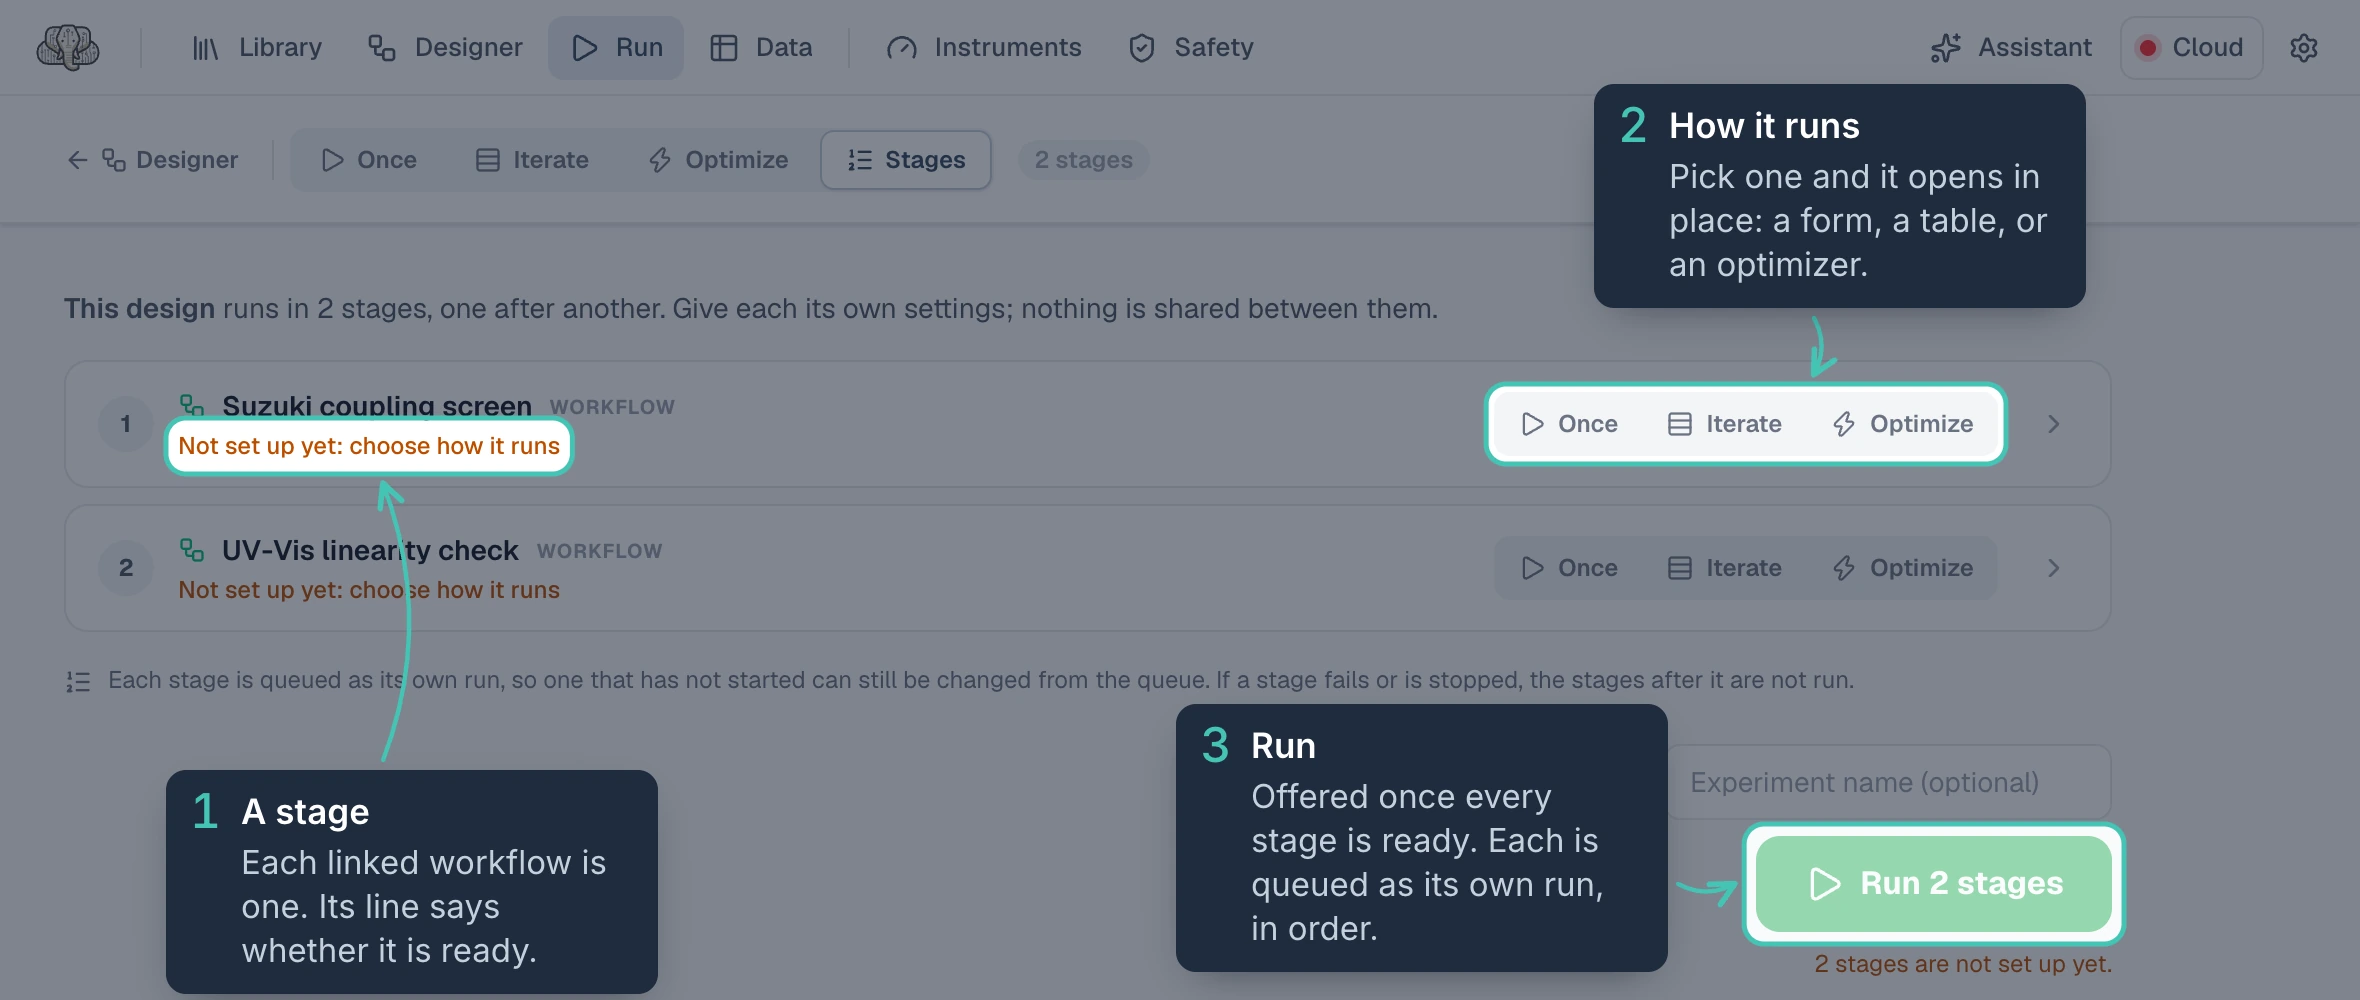 Library
Designer
Run
Data
Instruments
Safety
Assistant
Cloud
Designer
Once
Iterate
Optimize
Stages
2 stages
2 How it runs
Pick one and it opens in
place: a form, a table, or
an optimizer.
This design runs in 2 stages, one after another. Give each its own settings; nothing is shared between them.
1
Suzuki coupling screen WORKFLOW
Not set up yet: choose how it runs
Once
Iterate
Optimize
2
UV-Vis linearity check WORKFLOW
Not set up yet: choose how it runs
Once
Iterate
Optimize
Each stage is queued as its own run, so one that has not started can still be changed from the queue. If a stage fails or is stopped, the stages after it are not run.
1 A stage
Each linked workflow is
one. Its line says
whether it is ready.
3 Run
Offered once every
stage is ready. Each is
queued as its own run,
in order.
Experiment name (optional)
Run 2 stages
2 stages are not set up yet.